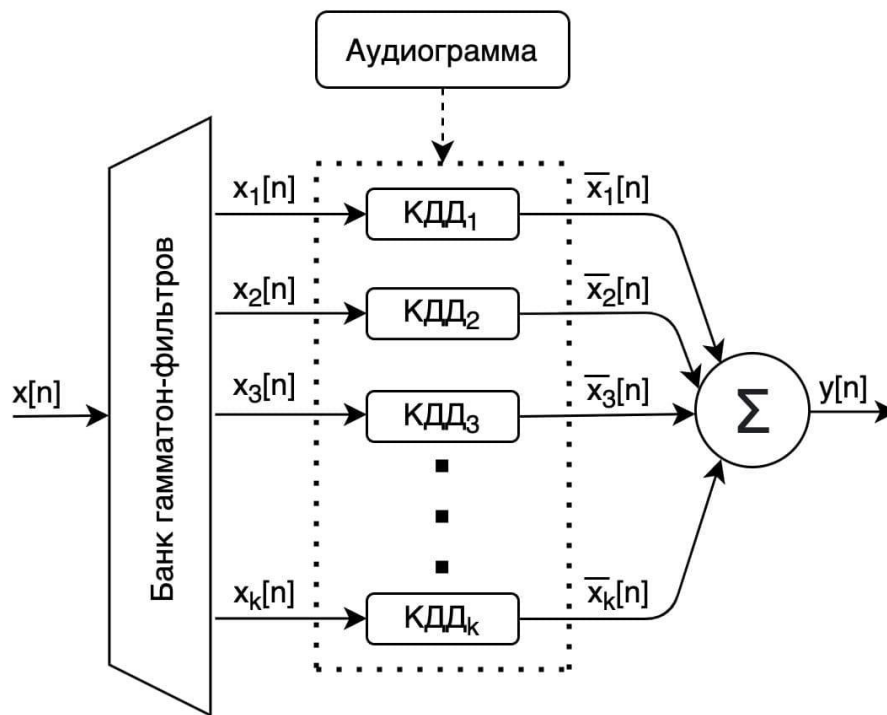 Аудиограмма
Банк гамматон-фильтров
x[n]
x₁[n]
КДД₁
x̅₁[n]
x₂[n]
КДД₂
x̅₂[n]
x₃[n]
КДД₃
x̅₃[n]
Σ
y[n]
xₖ[n]
КДДₖ
x̅ₖ[n]